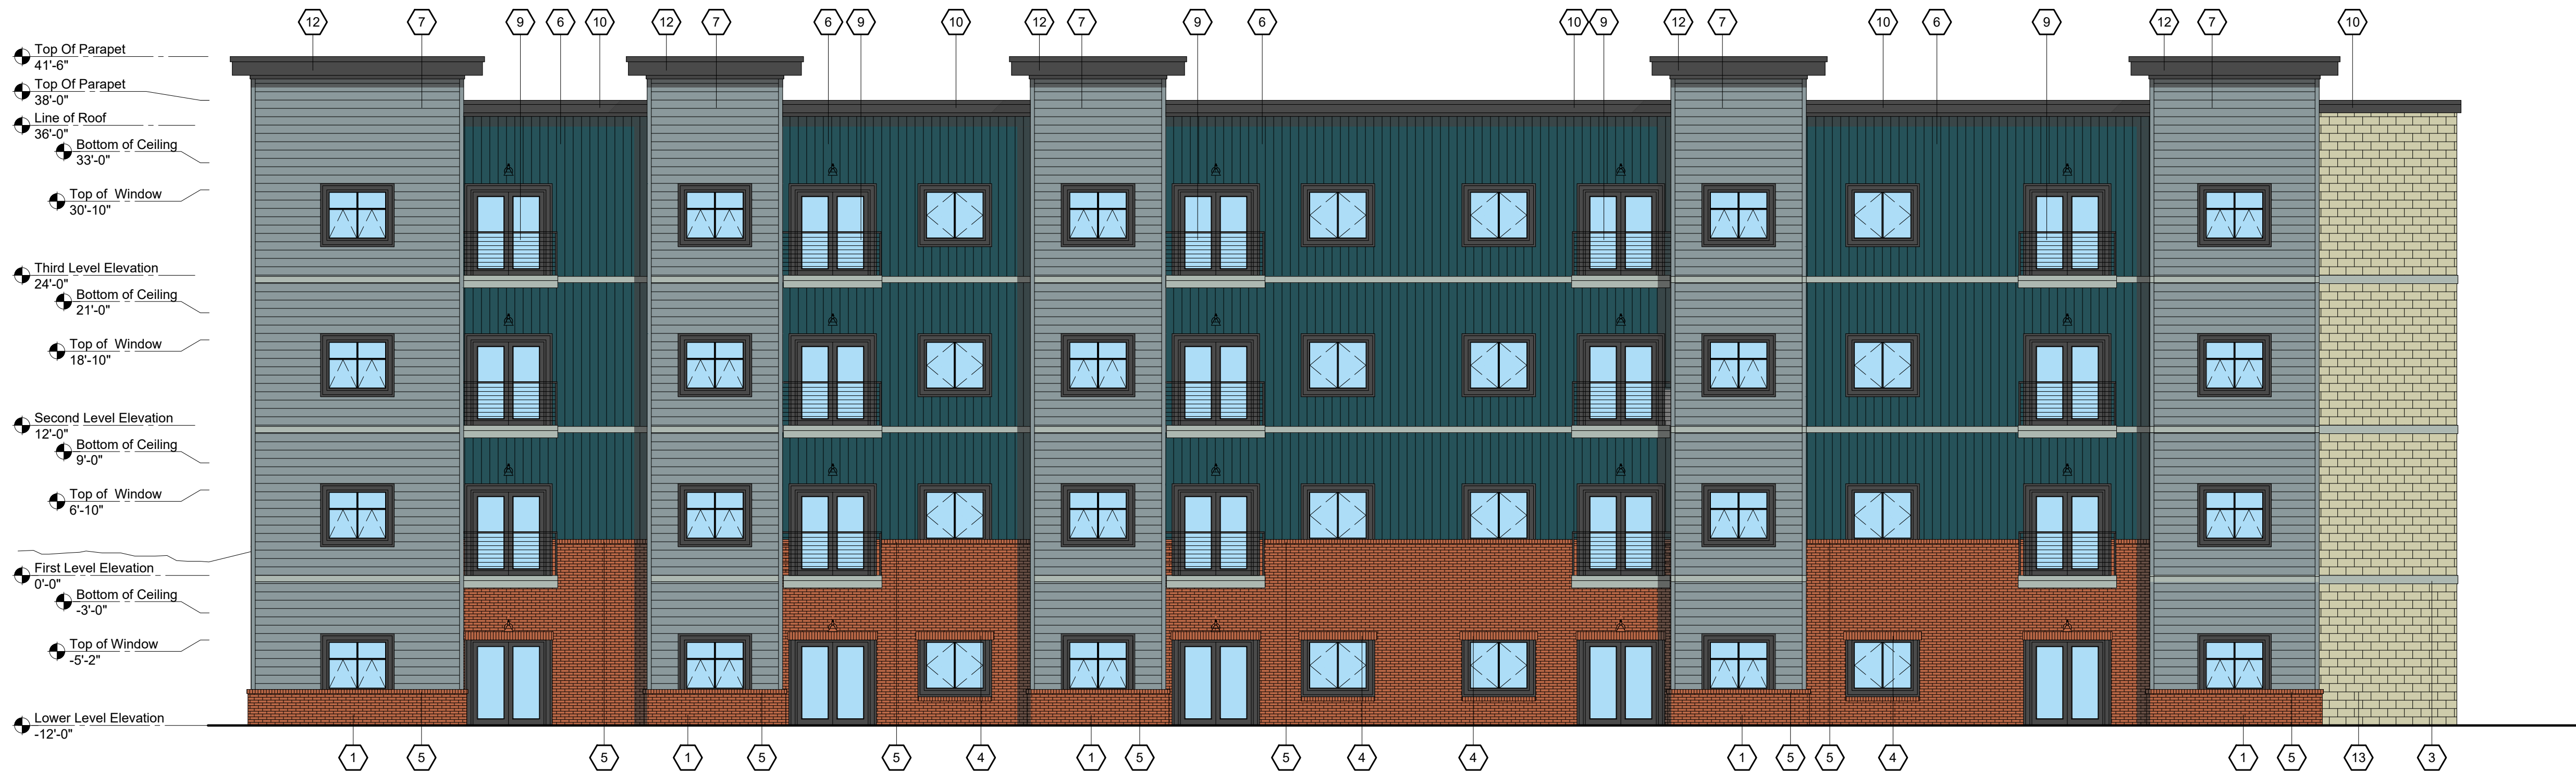 12 7 9 6 10 12 7 6 9 10 12 7 9 6 10 9 12 7 10 6 9 12 7 10
Top Of Parapet
41'-6"
Top Of Parapet
38'-0"
Line of Roof
36'-0"
Bottom of Ceiling
33'-0"
Top of Window
30'-10"
Third Level Elevation
24'-0"
Bottom of Ceiling
21'-0"
Top of Window
18'-10"
Second Level Elevation
12'-0"
Bottom of Ceiling
9'-0"
Top of Window
6'-10"
First Level Elevation
0'-0"
Bottom of Ceiling
-3'-0"
Top of Window
-5'-2"
Lower Level Elevation
-12'-0"
1 5 5 1 5 5 4 1 5 5 4 4 1 5 5 4 1 5 13 3